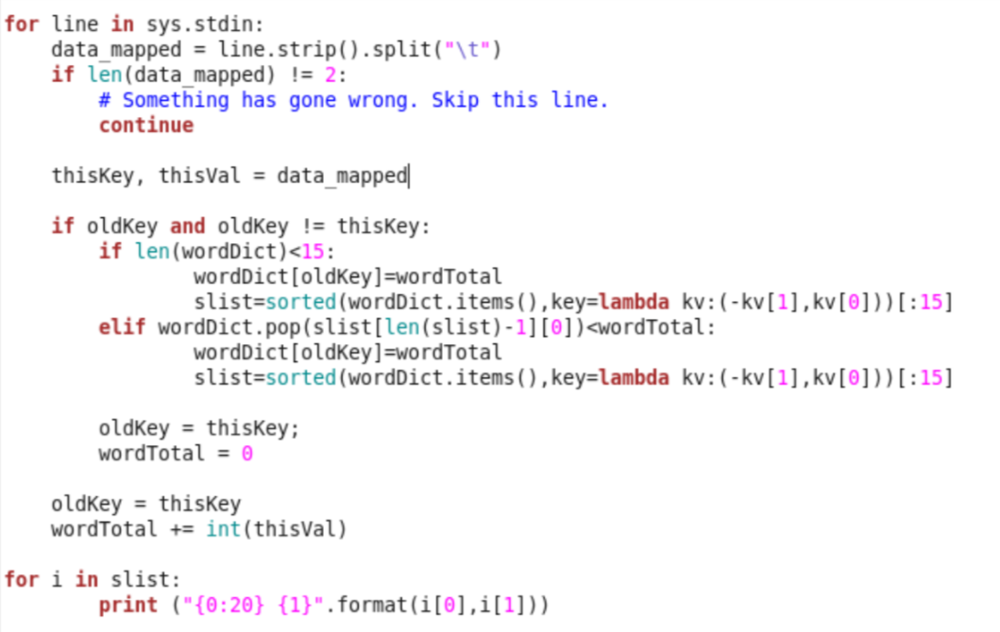 for line in sys.stdin:
    data_mapped = line.strip().split("\t")
    if len(data_mapped) != 2:
        # Something has gone wrong. Skip this line.
        continue

    thisKey, thisVal = data_mapped

    if oldKey and oldKey != thisKey:
        if len(wordDict)<15:
                wordDict[oldKey]=wordTotal
                slist=sorted(wordDict.items(),key=lambda kv:(-kv[1],kv[0]))[:15]
        elif wordDict.pop(slist[len(slist)-1][0])<wordTotal:
                wordDict[oldKey]=wordTotal
                slist=sorted(wordDict.items(),key=lambda kv:(-kv[1],kv[0]))[:15]

        oldKey = thisKey;
        wordTotal = 0

    oldKey = thisKey
    wordTotal += int(thisVal)

for i in slist:
        print ("{0:20} {1}".format(i[0],i[1]))